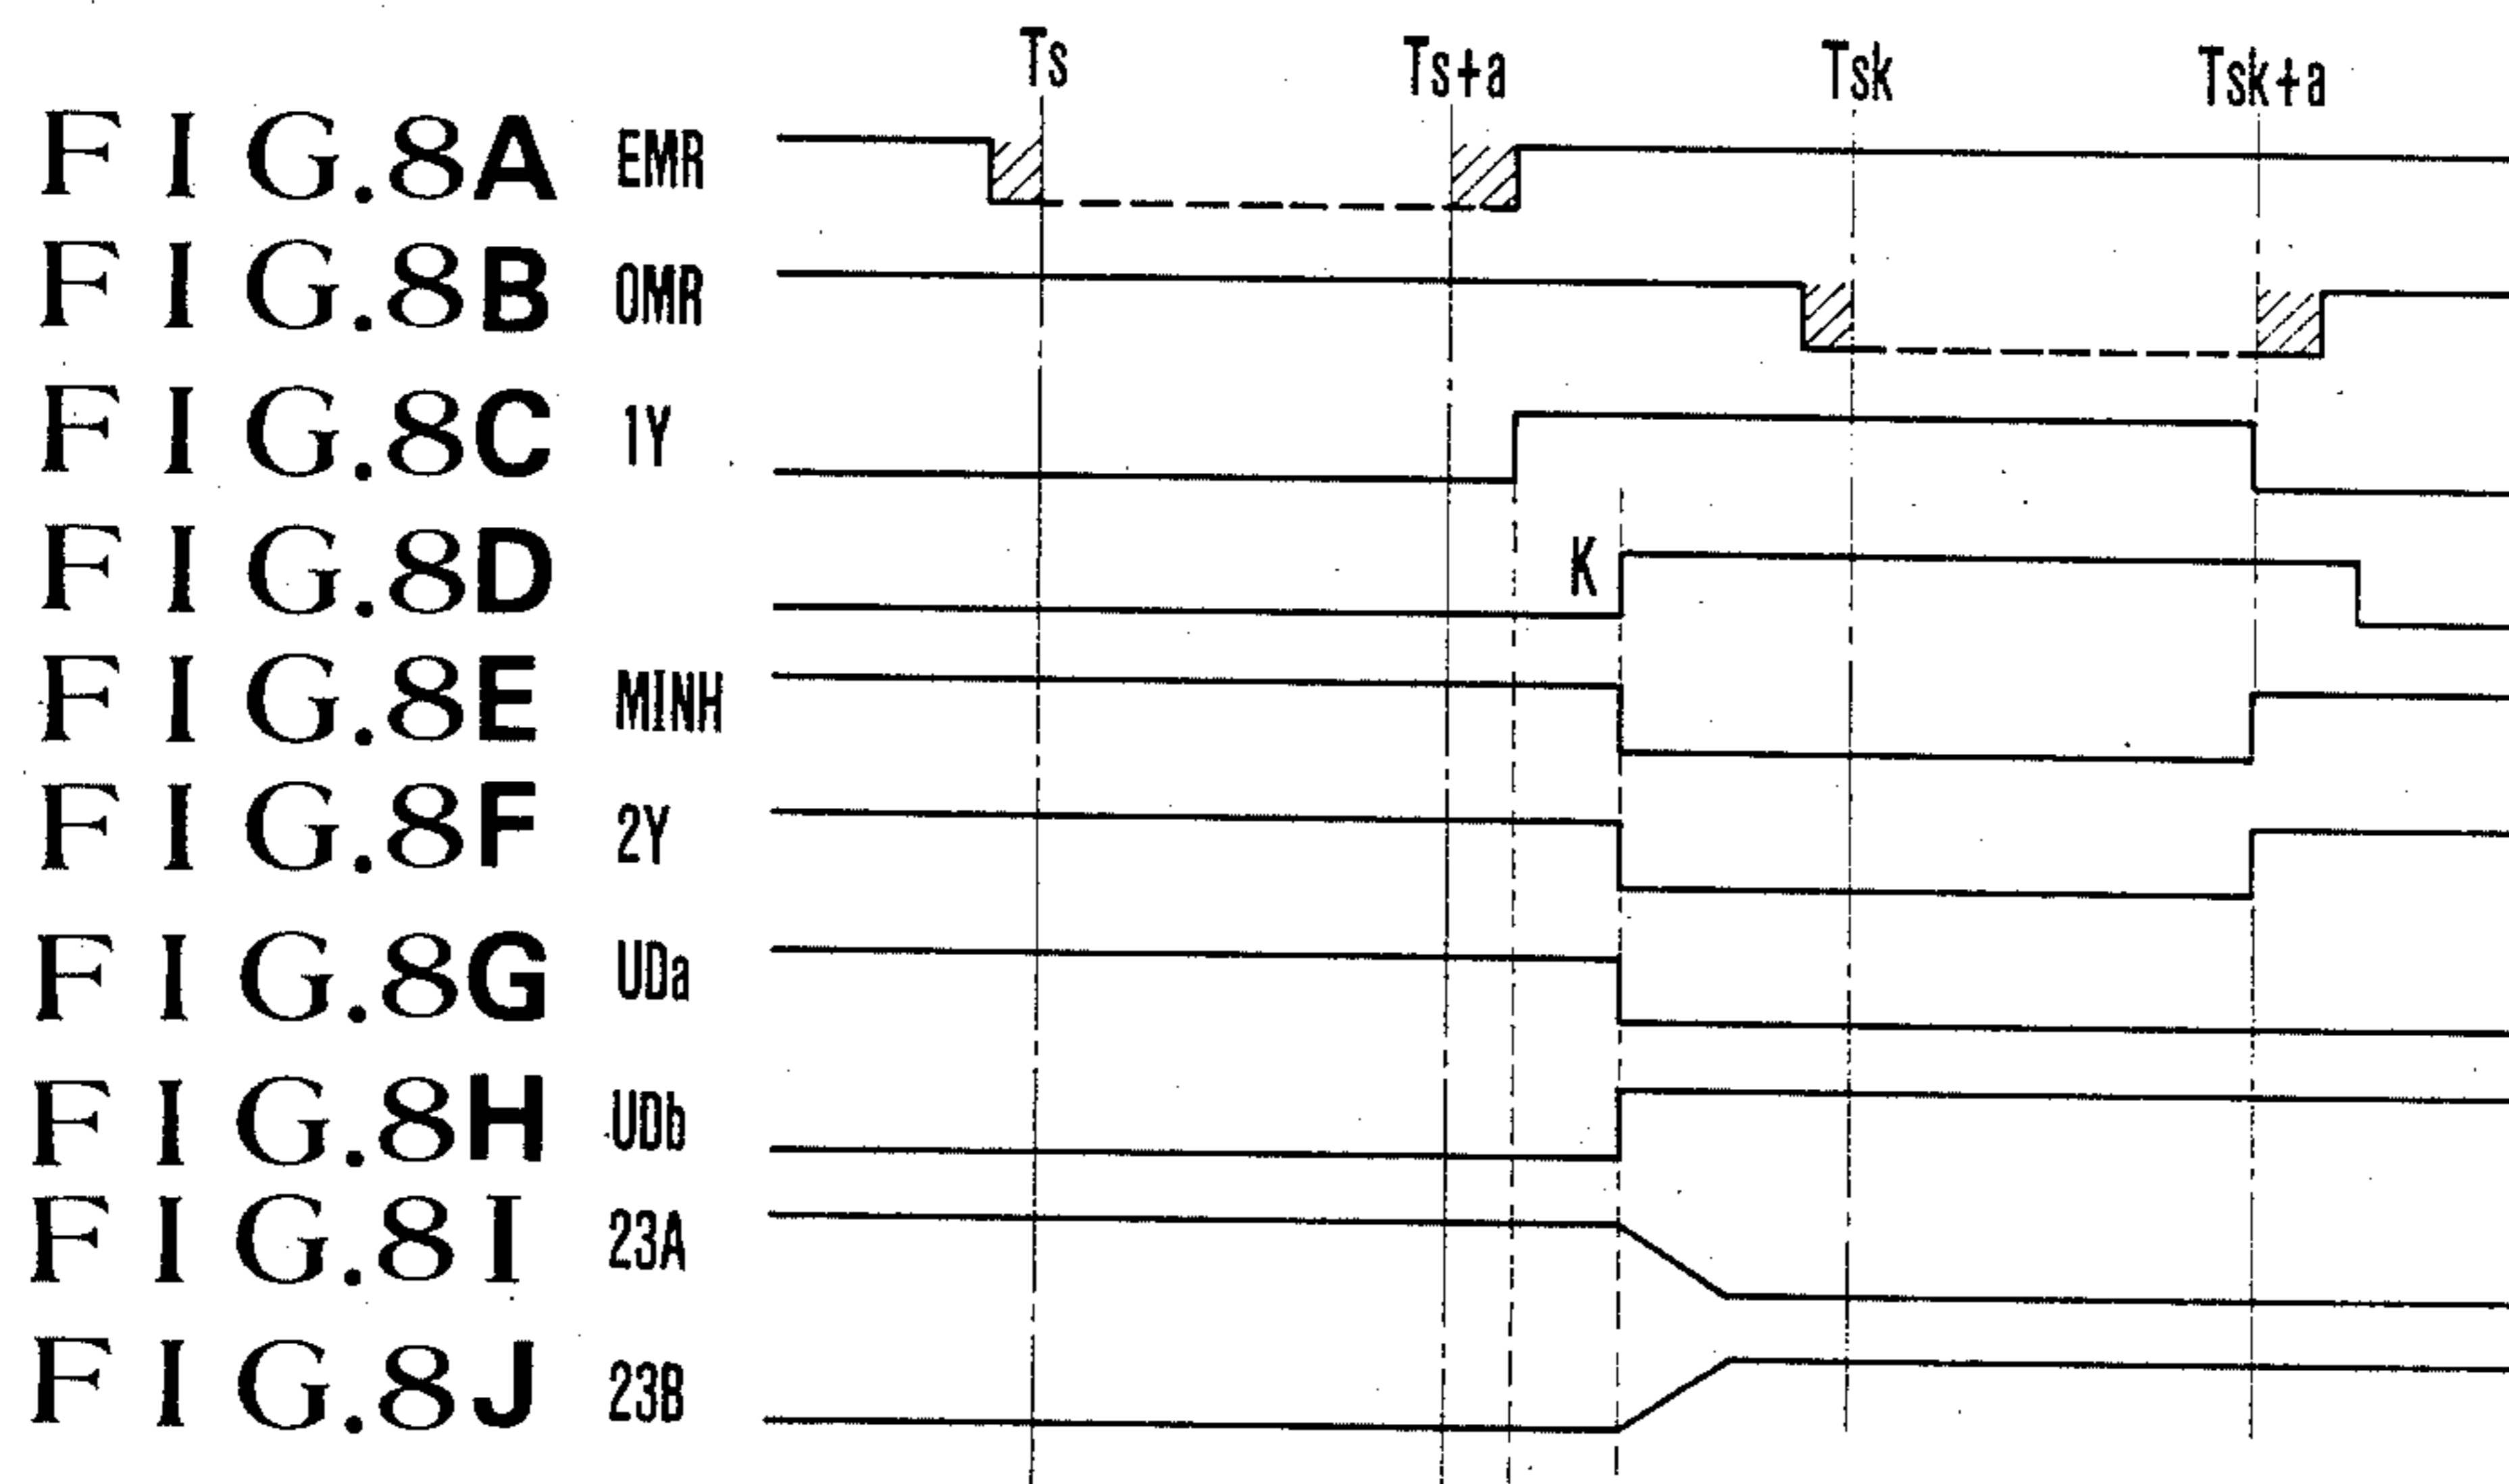 Ts Ts+a Tsk Tsk+a
FIG.8A EMR
FIG.8B OMR
FIG.8C 1Y
FIG.8D K
FIG.8E MINH
FIG.8F 2Y
FIG.8G UDa
FIG.8H UDb
FIG.8I 23A
FIG.8J 23B